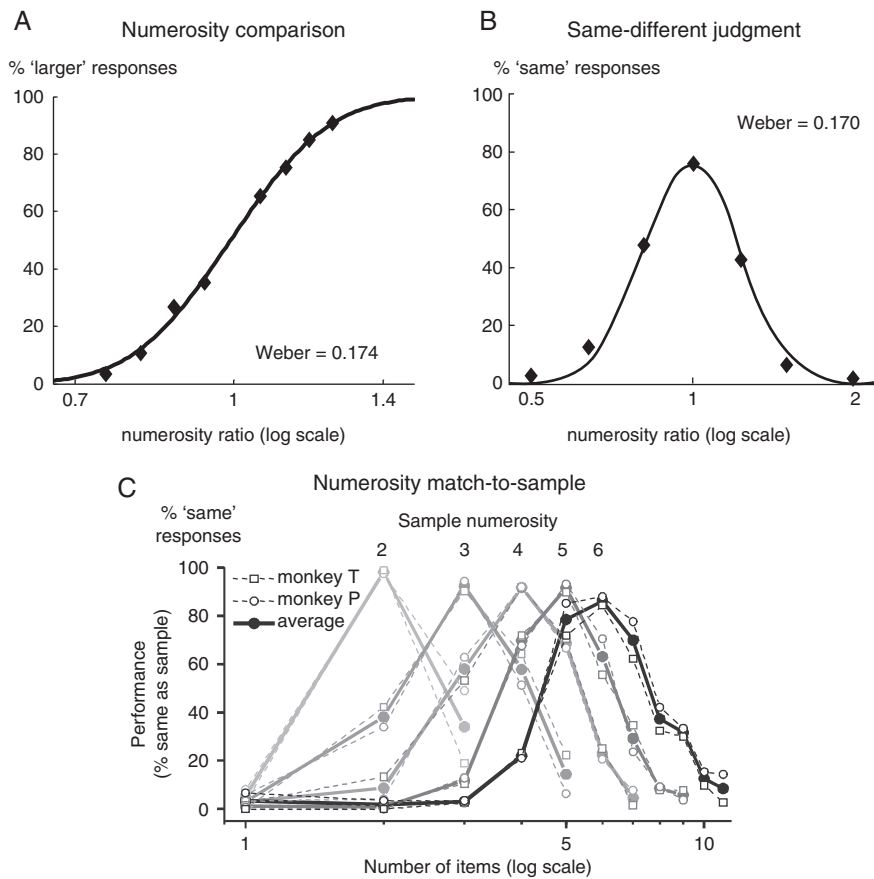 A
Numerosity comparison
% ‘larger’ responses
100
80
60
40
20
0
Weber = 0.174
0.7
1
1.4
numerosity ratio (log scale)
B
Same-different judgment
% ‘same’ responses
100
80
60
40
20
0
Weber = 0.170
0.5
1
2
numerosity ratio (log scale)
C
Numerosity match-to-sample
% ‘same’
responses
Sample numerosity
2 3 4 5 6
monkey T
monkey P
average
Performance
(% same as sample)
100
80
60
40
20
0
1
5
10
Number of items (log scale)